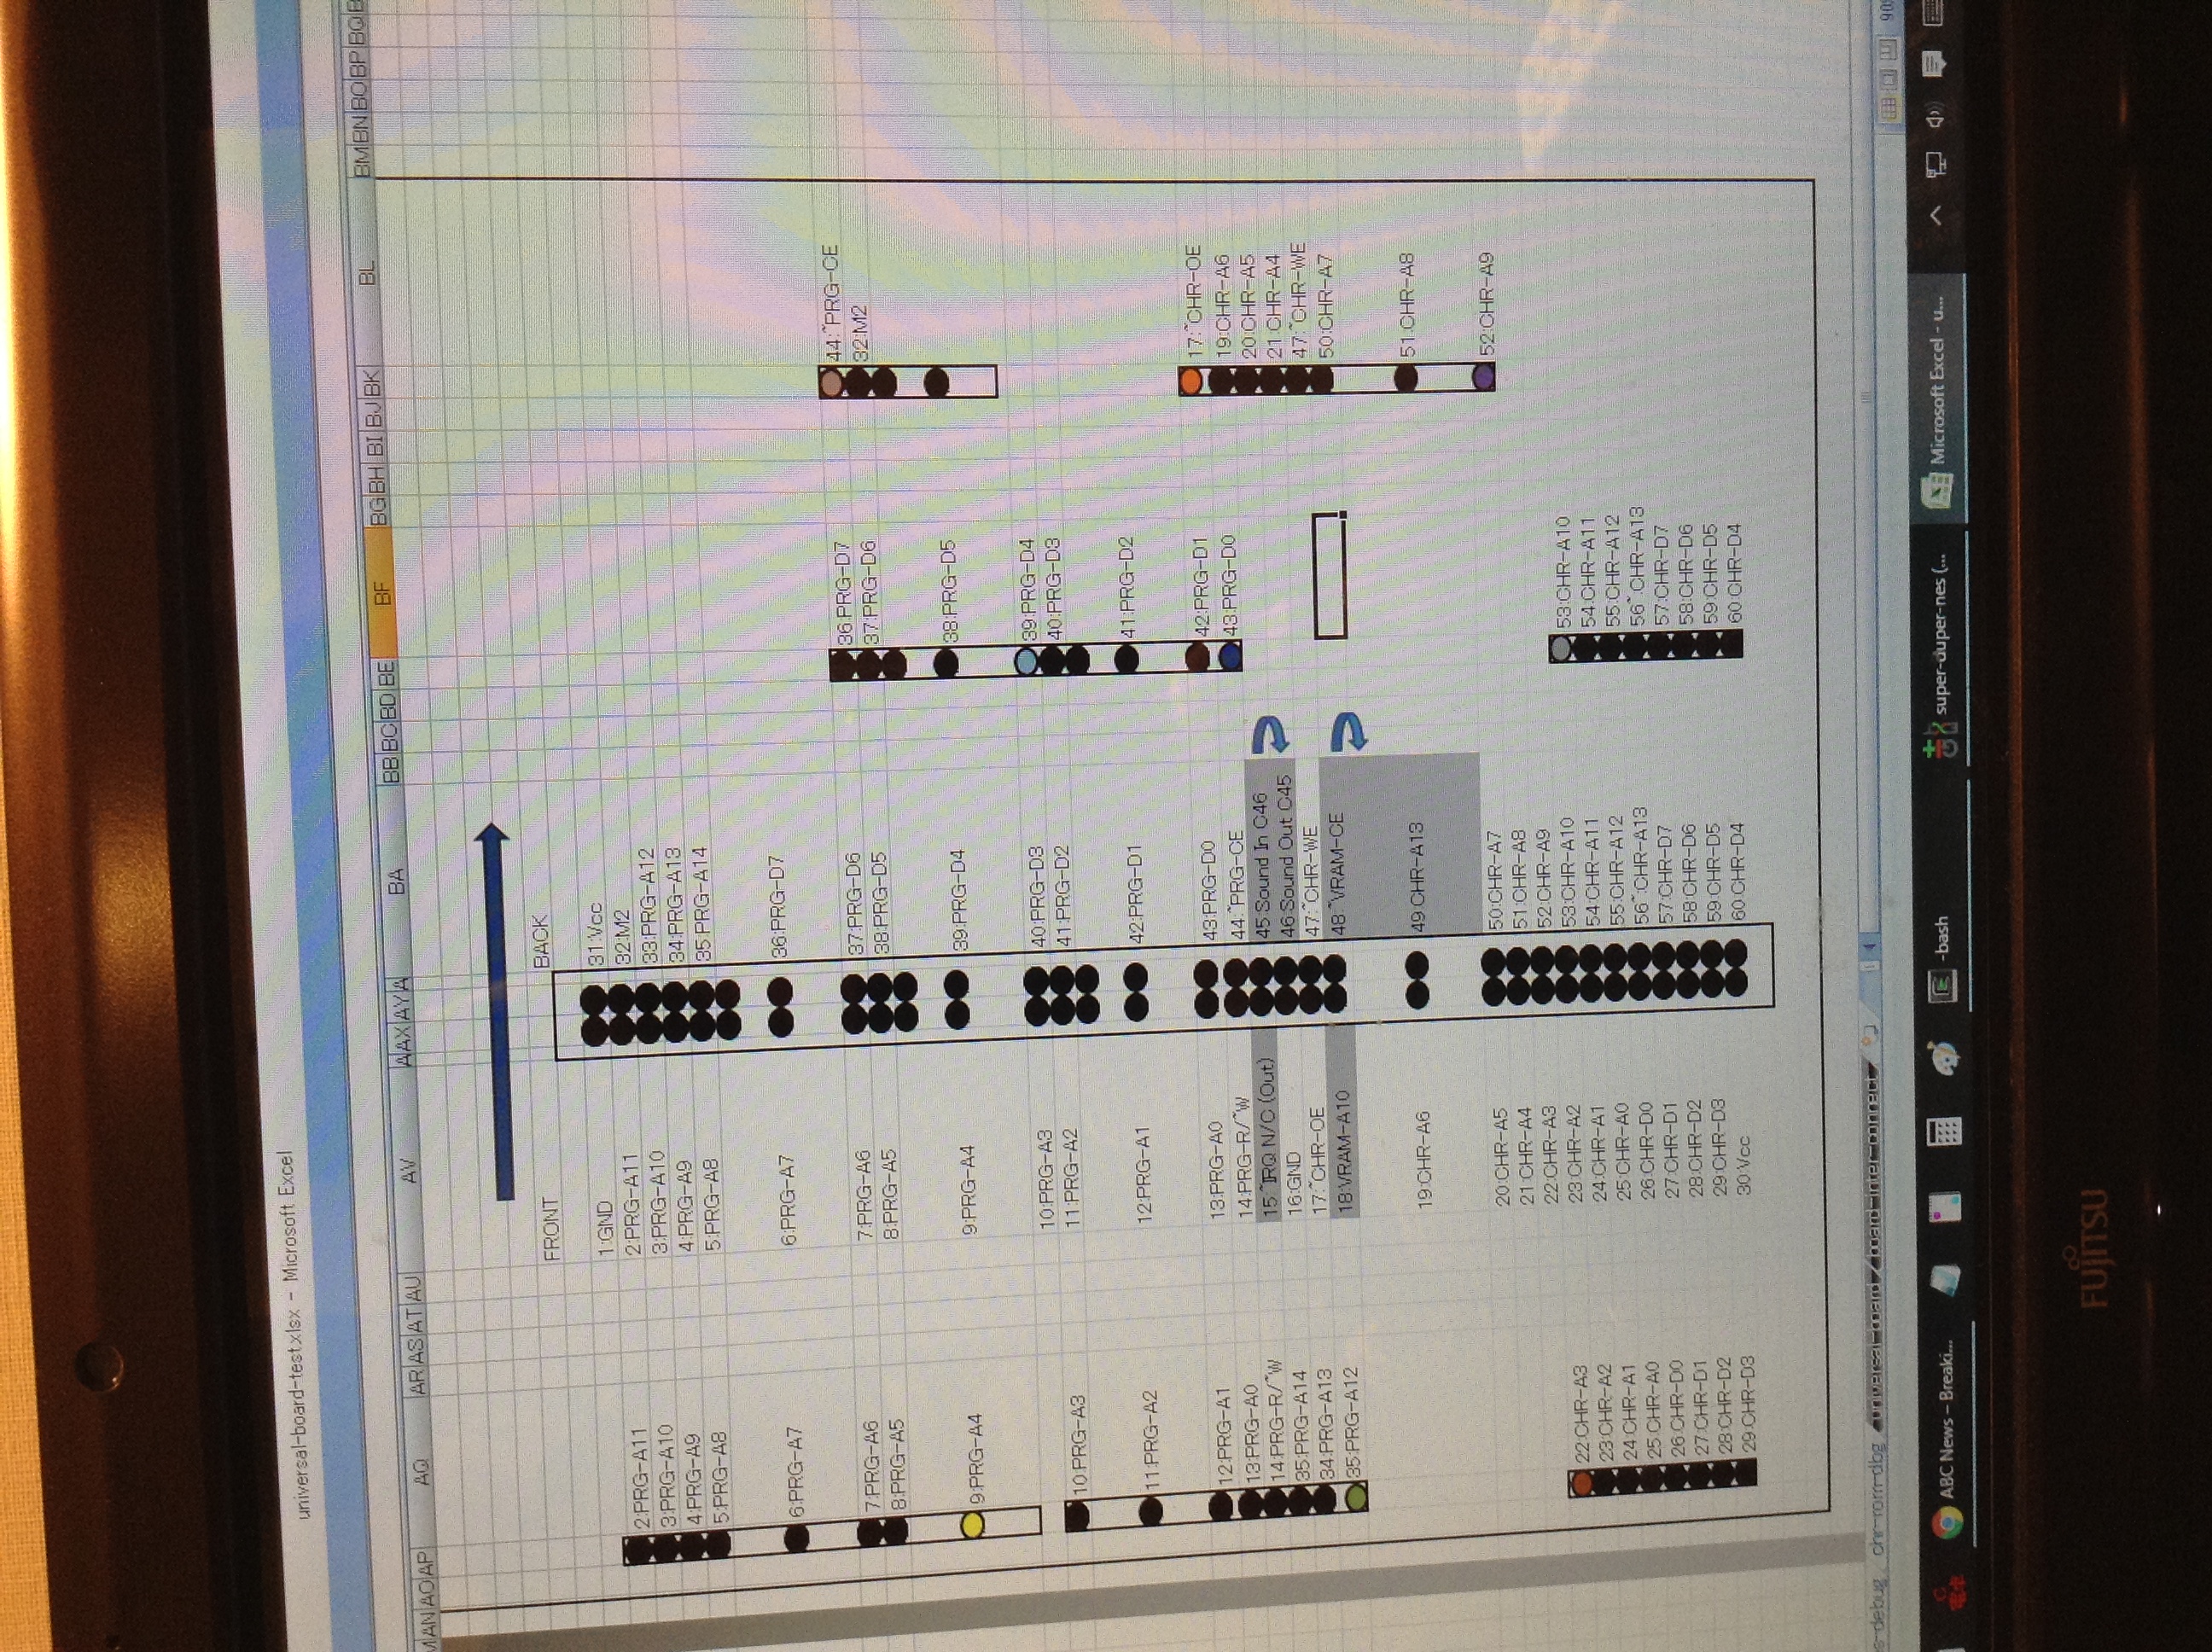 universal-board-test.xlsx - Microsoft Excel
AN AO AP AQ AR AS AT AU AV A AX AY A BA BB BC BD BE BF BG BH BI BJ BK BL BM BN BO BP BQ
FRONT
BACK
2:PRG-A11
3:PRG-A10
4:PRG-A9
5:PRG-A8
6:PRG-A7
7:PRG-A6
8:PRG-A5
9:PRG-A4
10:PRG-A3
11:PRG-A2
12:PRG-A1
13:PRG-A0
14:PRG-R/~W
35:PRG-A14
34:PRG-A13
35:PRG-A12
22:CHR-A3
23:CHR-A2
24:CHR-A1
25:CHR-A0
26:CHR-D0
27:CHR-D1
28:CHR-D2
29:CHR-D3
1:GND
2:PRG-A11
3:PRG-A10
4:PRG-A9
5:PRG-A8
6:PRG-A7
7:PRG-A6
8:PRG-A5
9:PRG-A4
10:PRG-A3
11:PRG-A2
12:PRG-A1
13:PRG-A0
14:PRG-R/~W
15:~IRQ N/C (Out)
16:GND
17:~CHR-OE
18:VRAM-A10
19:CHR-A6
20:CHR-A5
21:CHR-A4
22:CHR-A3
23:CHR-A2
24:CHR-A1
25:CHR-A0
26:CHR-D0
27:CHR-D1
28:CHR-D2
29:CHR-D3
30:Vcc
31:Vcc
32:M2
33:PRG-A12
34:PRG-A13
35:PRG-A14
36:PRG-D7
37:PRG-D6
38:PRG-D5
39:PRG-D4
40:PRG-D3
41:PRG-D2
42:PRG-D1
43:PRG-D0
44:~PRG-CE
45:Sound In C46
46:Sound Out C45
47:~CHR-WE
48:~VRAM-CE
49:CHR-A13
50:CHR-A7
51:CHR-A8
52:CHR-A9
53:CHR-A10
54:CHR-A11
55:CHR-A12
56~:CHR-A13
57:CHR-D7
58:CHR-D6
59:CHR-D5
60:CHR-D4
36:PRG-D7
37:PRG-D6
38:PRG-D5
39:PRG-D4
40:PRG-D3
41:PRG-D2
42:PRG-D1
43:PRG-D0
53:CHR-A10
54:CHR-A11
55:CHR-A12
56~:CHR-A13
57:CHR-D7
58:CHR-D6
59:CHR-D5
60:CHR-D4
44:~PRG-CE
32:M2
17:~CHR-OE
19:CHR-A6
20:CHR-A5
21:CHR-A4
47:~CHR-WE
50:CHR-A7
51:CHR-A8
52:CHR-A9
s-debug chr-rom-dbg universal-board board-inter-connect
ABC News – Breaki... -bash super-duper-nes (... Microsoft Excel - u...
FUJITSU